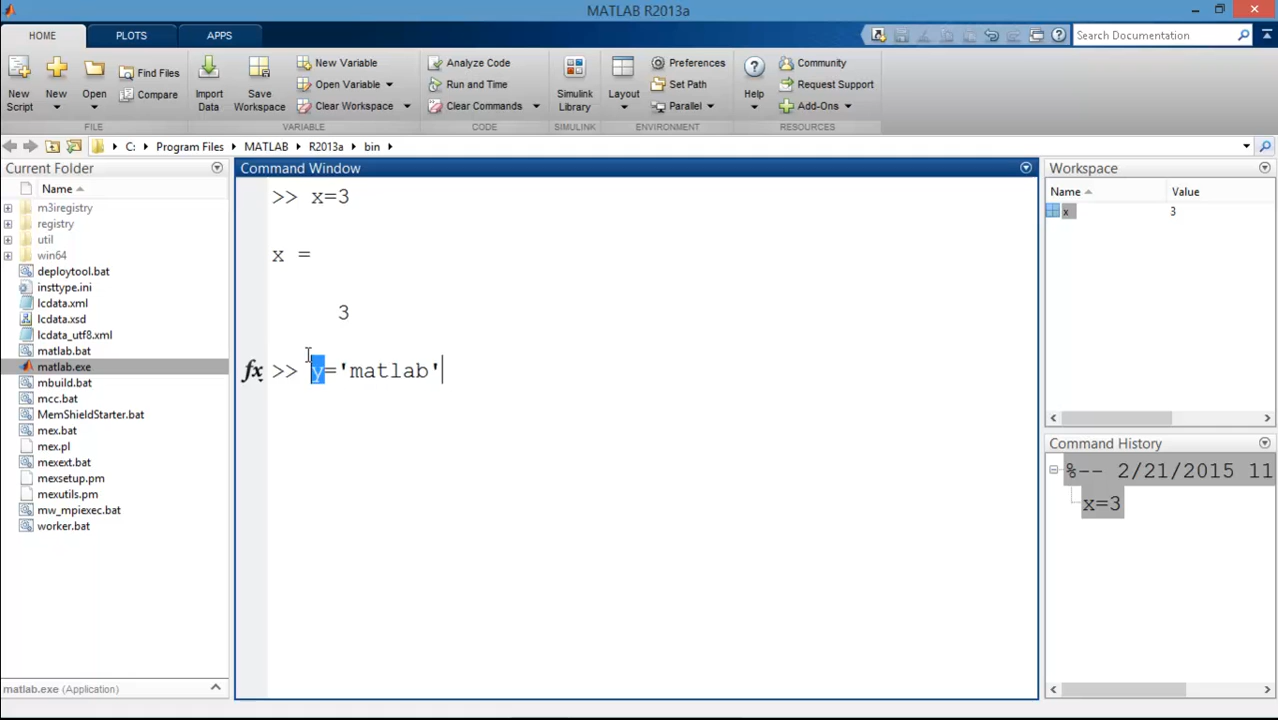 MATLAB R2013a
HOME
PLOTS
APPS
Search Documentation
New Script
New
Open
Find Files
Compare
Import Data
Save Workspace
New Variable
Open Variable
Clear Workspace
Analyze Code
Run and Time
Clear Commands
Simulink Library
Layout
Preferences
Set Path
Parallel
Help
Community
Request Support
Add-Ons
FILE
VARIABLE
CODE
SIMULINK
ENVIRONMENT
RESOURCES
C: Program Files MATLAB R2013a bin
Current Folder
Name
m3iregistry
registry
util
win64
deploytool.bat
insttype.ini
lcdata.xml
lcdata.xsd
lcdata_utf8.xml
matlab.bat
matlab.exe
mbuild.bat
mcc.bat
MemShieldStarter.bat
mex.bat
mex.pl
mexext.bat
mexsetup.pm
mexutils.pm
mw_mpiexec.bat
worker.bat
matlab.exe (Application)
Command Window
>> x=3
x =
3
fx >> y='matlab'
Workspace
Name Value
x 3
Command History
%-- 2/21/2015 11
x=3